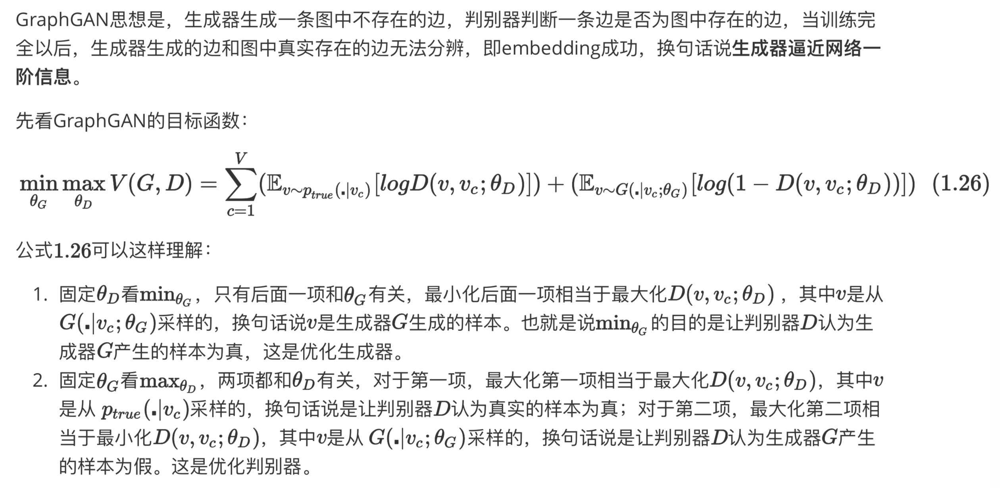 GraphGAN思想是，生成器生成一条图中不存在的边，判别器判断一条边是否为图中存在的边，当训练完
全以后，生成器生成的边和图中真实存在的边无法分辨，即embedding成功，换句话说生成器逼近网络一
阶信息。
先看GraphGAN的目标函数：
$\min_{\theta_G} \max_{\theta_D} V(G, D) = \sum_{c=1}^{V} (\mathbb{E}_{v \sim p_{true}(.|v_c)} [logD(v, v_c; \theta_D)]) + (\mathbb{E}_{v \sim G(.|v_c;\theta_G)} [log(1 - D(v, v_c; \theta_D))]) \quad (1.26)$
公式1.26可以这样理解：
1. 固定$\theta_D$看$\min_{\theta_G}$，只有后面一项和$\theta_G$有关，最小化后面一项相当于最大化$D(v, v_c; \theta_D)$，其中$v$是从
$G(.|v_c; \theta_G)$采样的，换句话说$v$是生成器$G$生成的样本。也就是说$\min_{\theta_G}$的目的是让判别器$D$认为生
成器$G$产生的样本为真，这是优化生成器。
2. 固定$\theta_G$看$\max_{\theta_D}$，两项都和$\theta_D$有关，对于第一项，最大化第一项相当于最大化$D(v, v_c; \theta_D)$，其中$v$
是从 $p_{true}(.|v_c)$采样的，换句话说是让判别器$D$认为真实的样本为真；对于第二项，最大化第二项相
当于最小化$D(v, v_c; \theta_D)$，其中$v$是从 $G(.|v_c; \theta_G)$采样的，换句话说是让判别器$D$认为生成器$G$产生
的样本为假。这是优化判别器。